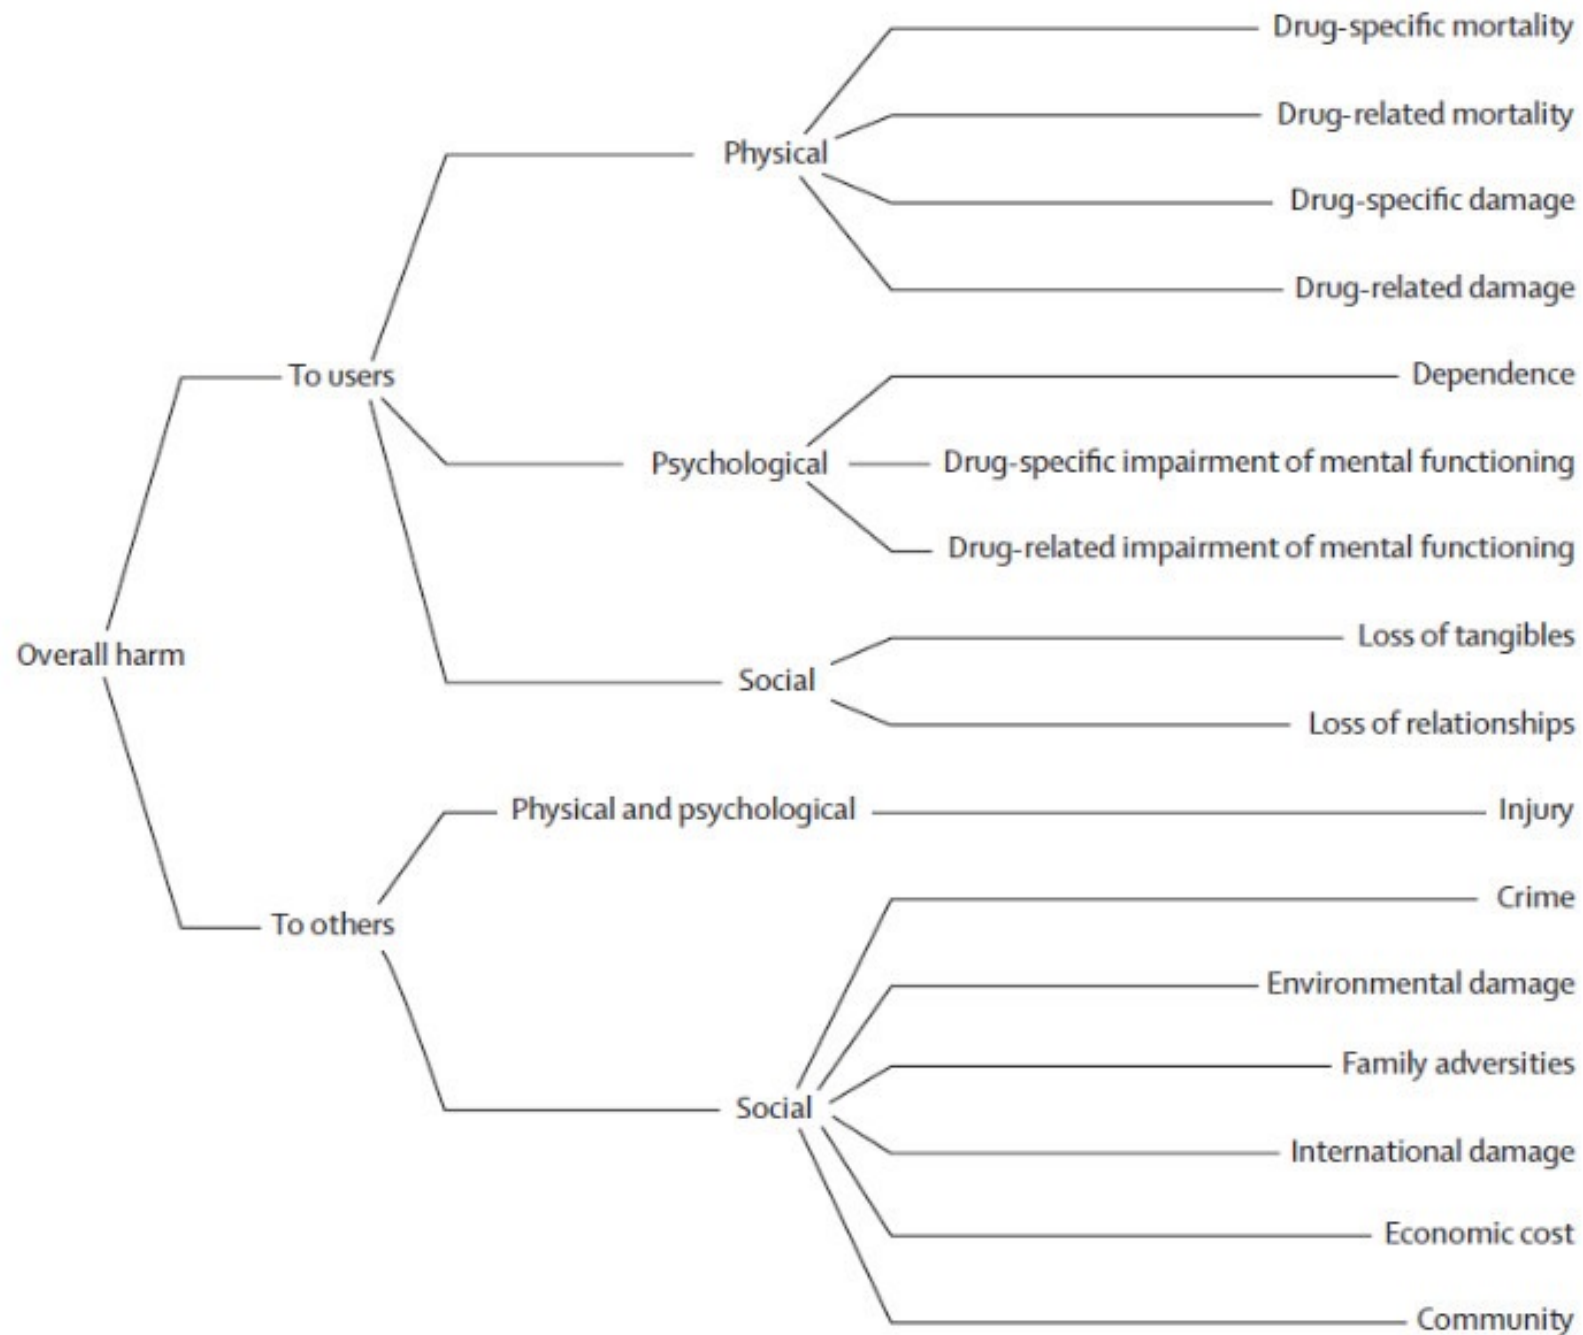 Drug-specific mortality
Drug-related mortality
Physical
Drug-specific damage
Drug-related damage
To users
Dependence
Psychological
Drug-specific impairment of mental functioning
Drug-related impairment of mental functioning
Overall harm
Loss of tangibles
Social
Loss of relationships
Physical and psychological
Injury
Crime
To others
Environmental damage
Family adversities
Social
International damage
Economic cost
Community